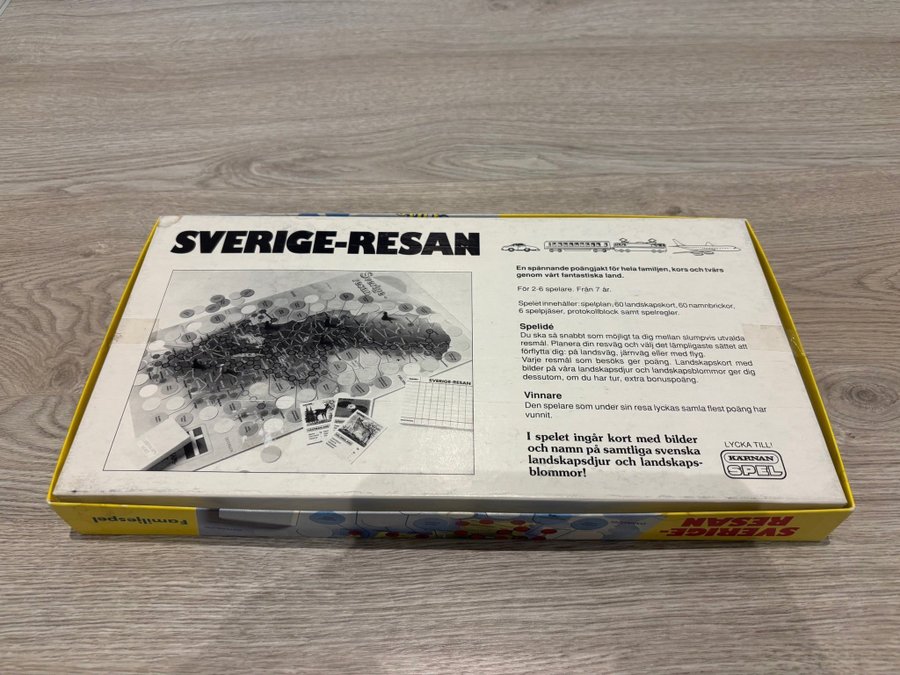 SVERIGE-RESAN
En spännande poängjakt för hela familjen, kors och tvärs
genom vårt fantastiska land.
För 2-6 spelare. Från 7 år.
Spelet innehåller: spelplan, 60 landskapskort, 60 namnbrickor,
6 spelpjäser, protokollblock samt spelregler.
Spelidé
Du ska så snabbt som möjligt ta dig mellan slumpvis utvalda
resmål. Planera din resväg och välj det lämpligaste sättet att
förflytta dig: på landsväg, järnväg eller med flyg.
Varje resmål som besöks ger poäng. Landskapskort med
bilder på våra landskapsdjur och landskapsblommor ger dig
dessutom, om du har tur, extra bonuspoäng.
Vinnare
Den spelare som under sin resa lyckas samla flest poäng har
vunnit.
I spelet ingår kort med bilder
och namn på samtliga svenska
landskapsdjur och landskaps-
blommor!
LYCKA TILL!
KÄRNAN
SPEL
Sverige
SVERIGE-RESAN
Familjespel
SVERIGE-
RESAN